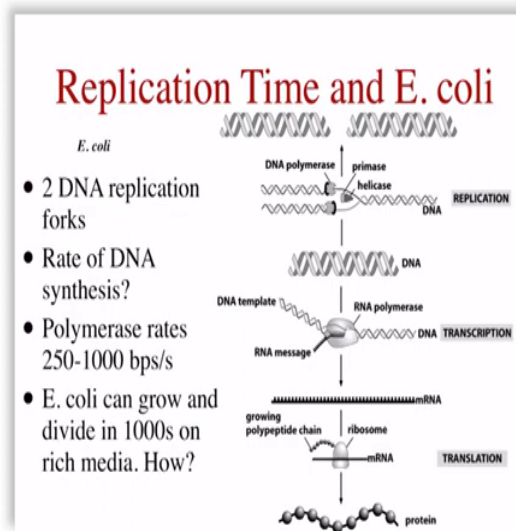 Replication Time and E. coli
E. coli
• 2 DNA replication
forks
• Rate of DNA
synthesis?
• Polymerase rates
250-1000 bps/s
• E. coli can grow and
divide in 1000s on
rich media. How?
DNA polymerase
primase
helicase
DNA
REPLICATION
DNA
DNA template
RNA polymerase
DNA
TRANSCRIPTION
RNA message
mRNA
growing
polypeptide chain
ribosome
mRNA
TRANSLATION
protein